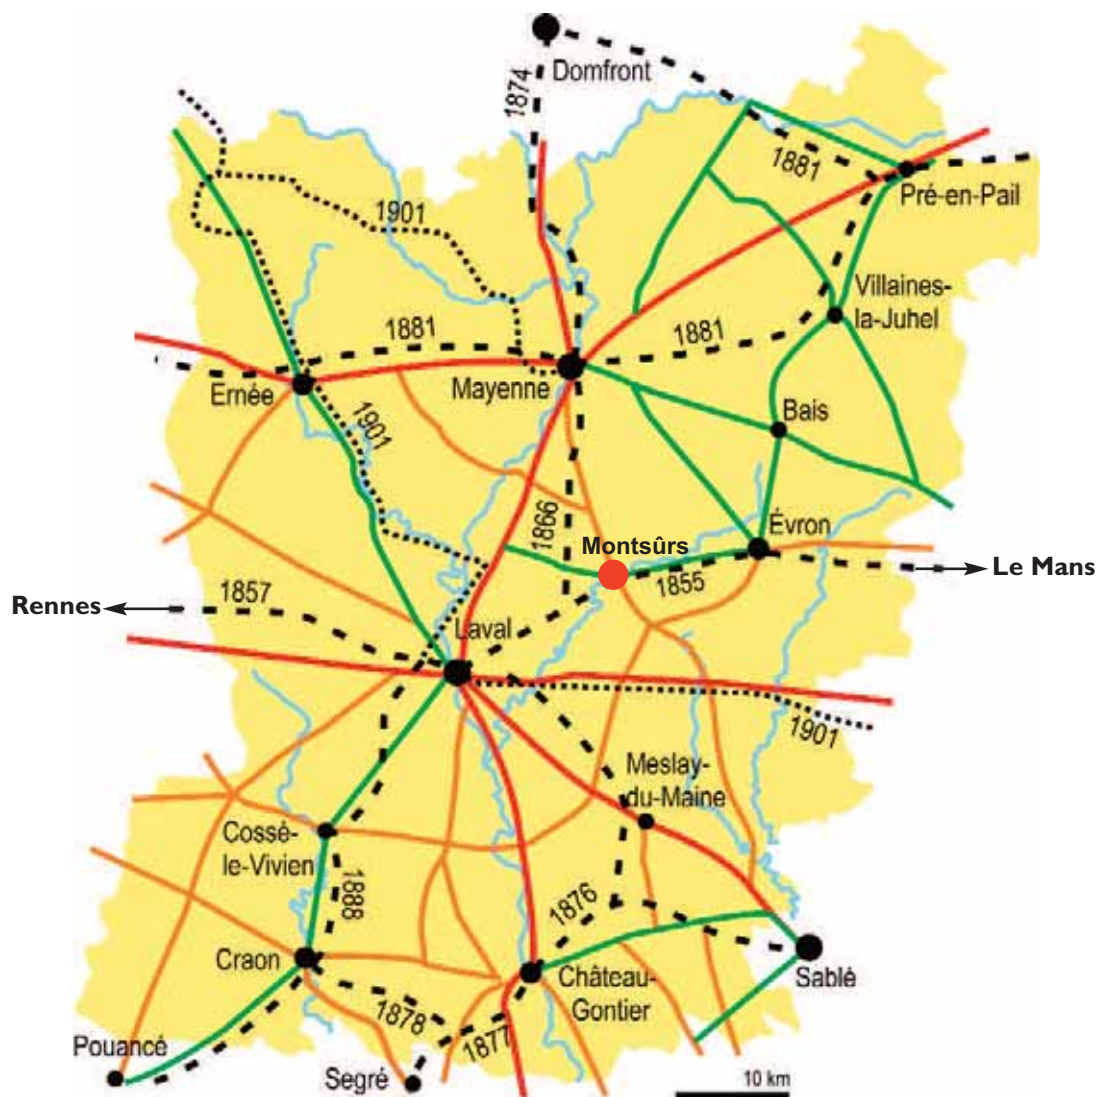 Domfront
1874
1881
Pré-en-Pail
1901
Villaines-
la-Juhel
1881
1881
Ernée
Mayenne
Bais
1901
1866
Évron
Montsûrs
1855
Le Mans
Rennes
1857
Laval
1901
Meslay-
du-Maine
Cossé-
le-Vivien
1888
1876
Craon
Château-
Gontier
Sablé
1878
1877
Pouancé
Segré
10 km